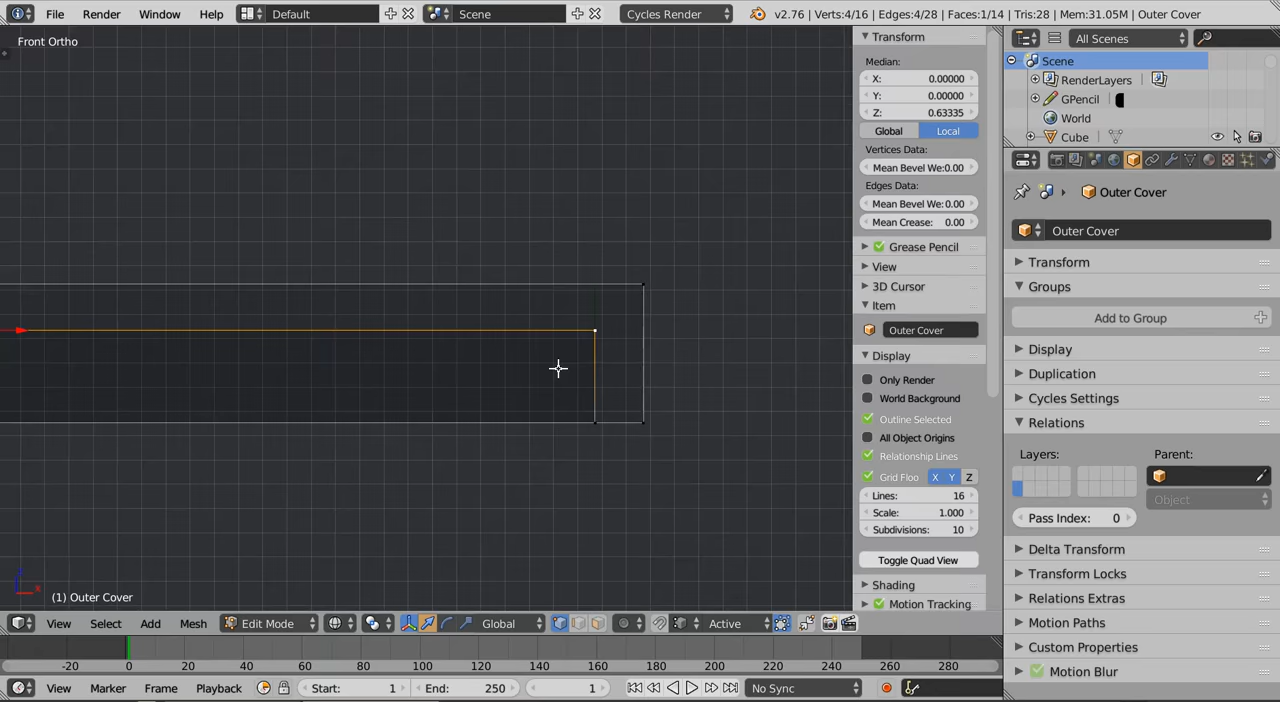 File Render Window Help Default Scene Cycles Render v2.76 | Verts:4/16 | Edges:4/28 | Faces:1/14 | Tris:28 | Mem:31.05M | Outer Cover
Front Ortho
(1) Outer Cover
View Select Add Mesh Edit Mode Global Active
-20 0 20 40 60 80 100 120 140 160 180 200 220 240 260 280
View Marker Frame Playback Start: 1 End: 250 1 No Sync
Transform
Median:
X: 0.00000
Y: 0.00000
Z: 0.63335
Global Local
Vertices Data:
Mean Bevel We:0.00
Edges Data:
Mean Bevel We:0.00
Mean Crease: 0.00
Grease Pencil
View
3D Cursor
Item
Outer Cover
Display
Only Render
World Background
Outline Selected
All Object Origins
Relationship Lines
Grid Floo X Y Z
Lines: 16
Scale: 1.000
Subdivisions: 10
Toggle Quad View
Shading
Motion Tracking
All Scenes
Scene
RenderLayers |
GPencil |
World
Cube |
Outer Cover
Outer Cover
Transform
Groups
Add to Group
Display
Duplication
Cycles Settings
Relations
Layers: Parent:
Object
Pass Index: 0
Delta Transform
Transform Locks
Relations Extras
Motion Paths
Custom Properties
Motion Blur